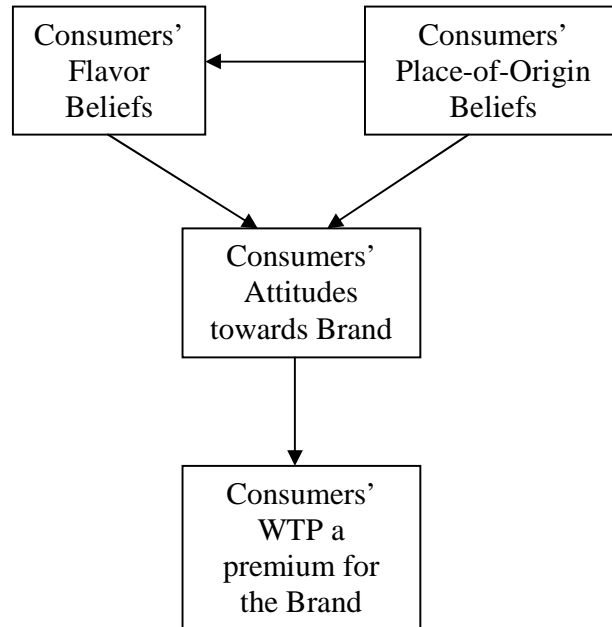 Consumers’
Flavor
Beliefs
Consumers’
Place-of-Origin
Beliefs
Consumers’
Attitudes
towards Brand
Consumers’
WTP a
premium for
the Brand